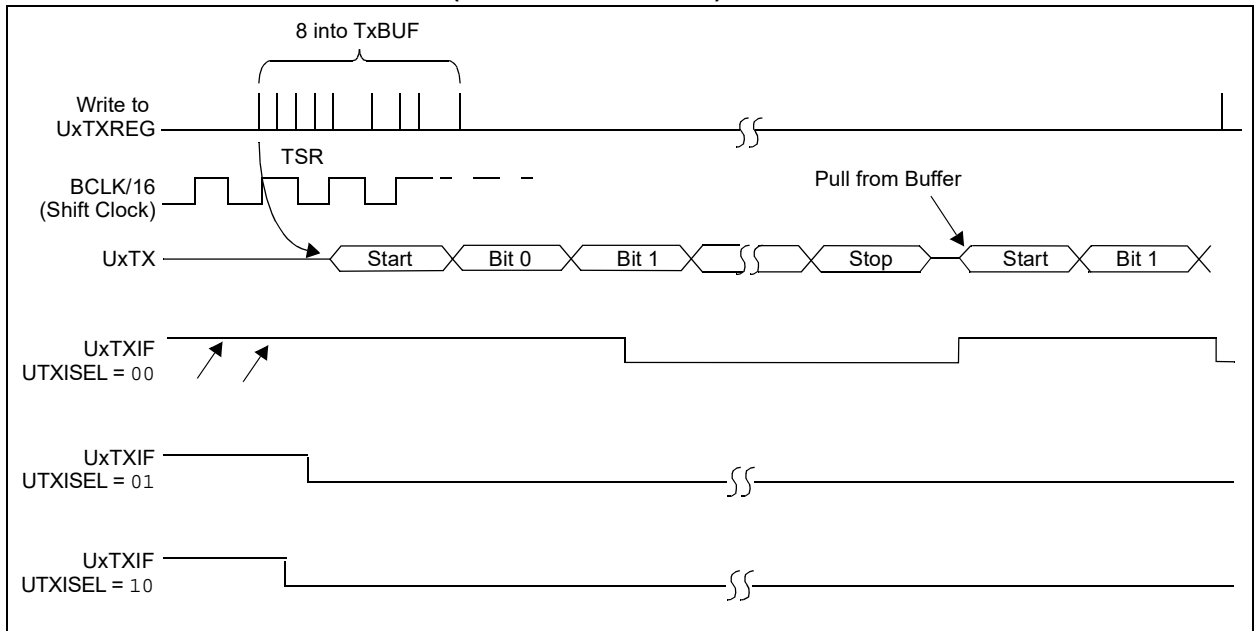 8 into TxBUF
Write to
UxTXREG
TSR
BCLK/16
(Shift Clock)
Pull from Buffer
UxTX
Start
Bit 0
Bit 1
Stop
Start
Bit 1
UxTXIF
UTXISEL = 00
UxTXIF
UTXISEL = 01
UxTXIF
UTXISEL = 10